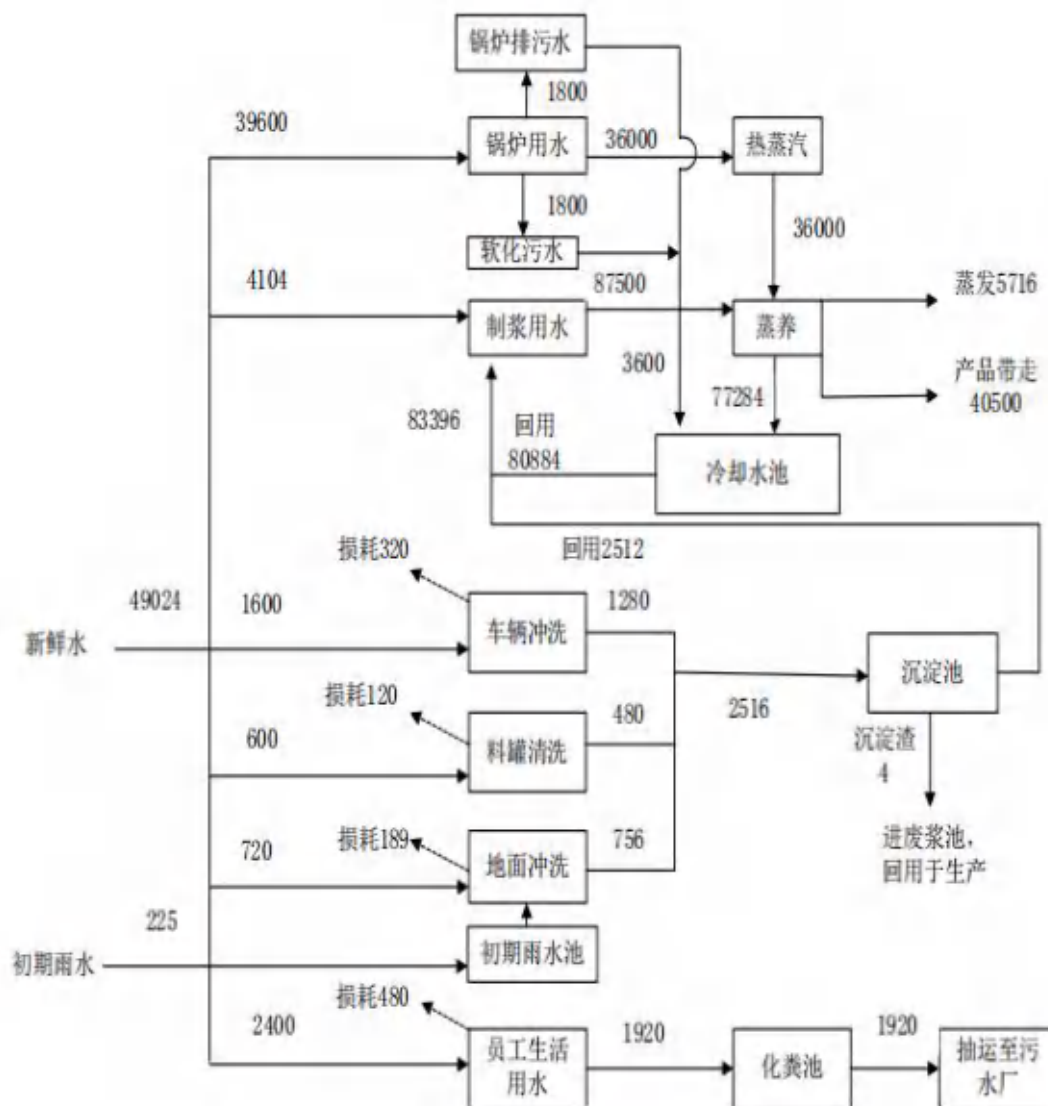 锅炉排污水
1800
39600
锅炉用水
36000
热蒸汽
1800
36000
软化污水
4104
87500
蒸发5716
制浆用水
蒸养
3600
产品带走
77284
40500
83396
回用
80884
冷却水池
回用2512
损耗320
49024
1600
1280
车辆冲洗
新鲜水
沉淀池
损耗120
480
2516
600
料罐清洗
沉淀渣
4
损耗189
756
720
地面冲洗
进废浆池,
回用于生产
225
初期雨水
初期雨水池
损耗480
2400
1920
1920
员工生活
用水
化粪池
抽运至污
水厂